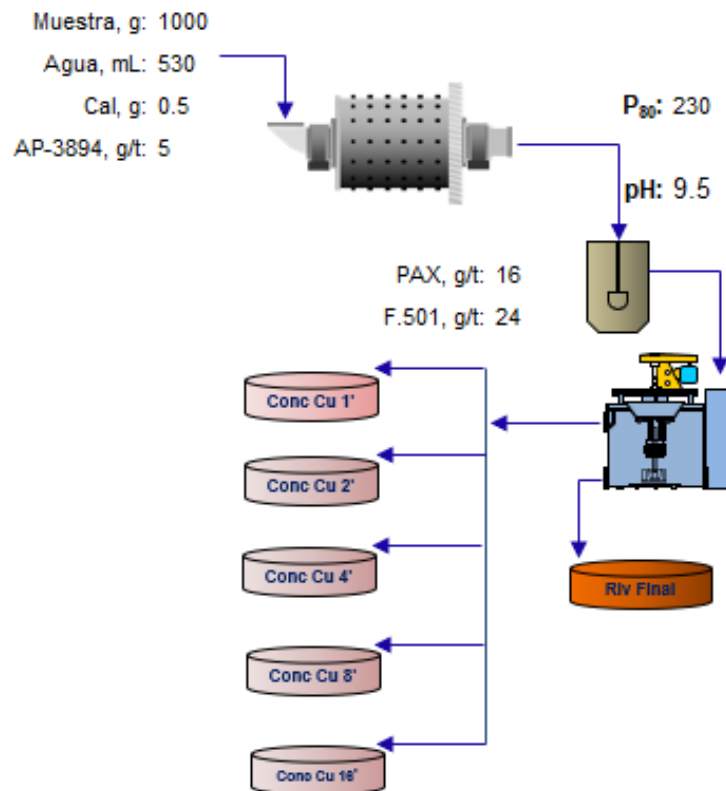 Muestra, g: 1000
Agua, mL: 530
Cal, g: 0.5
AP-3894, g/t: 5
P80: 230
pH: 9.5
PAX, g/t: 16
F.501, g/t: 24
Conc Cu 1'
Conc Cu 2'
Conc Cu 4'
Conc Cu 8'
Conc Cu 16'
Rlv Final